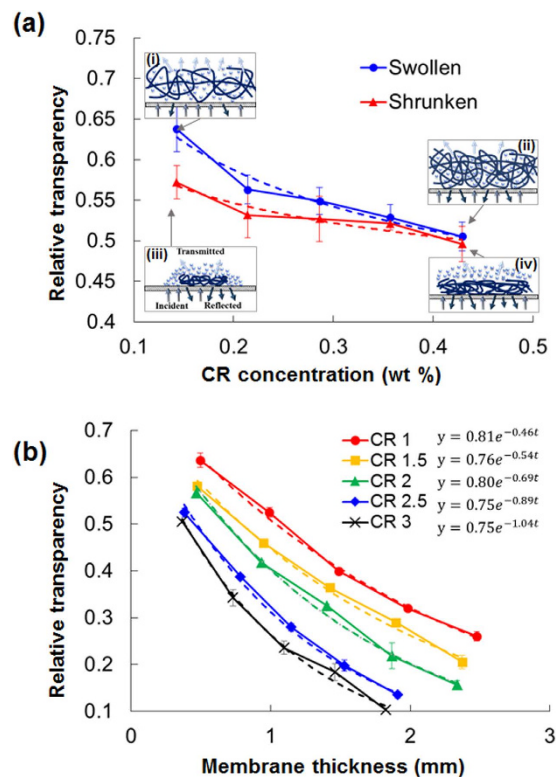 (a)
0.75
0.7
0.65
0.6
0.55
0.5
0.45
0.4
Relative transparency
(i)
Swollen
Shrunken
(ii)
(iii)
Transmitted
Incident
Reflected
(iv)
0.1
0.2
0.3
0.4
0.5
CR concentration (wt %)
(b)
0.7
0.6
0.5
0.4
0.3
0.2
0.1
Relative transparency
CR 1 y = 0.81e^{-0.46t}
CR 1.5 y = 0.76e^{-0.54t}
CR 2 y = 0.80e^{-0.69t}
CR 2.5 y = 0.75e^{-0.89t}
CR 3 y = 0.75e^{-1.04t}
0
1
2
3
Membrane thickness (mm)